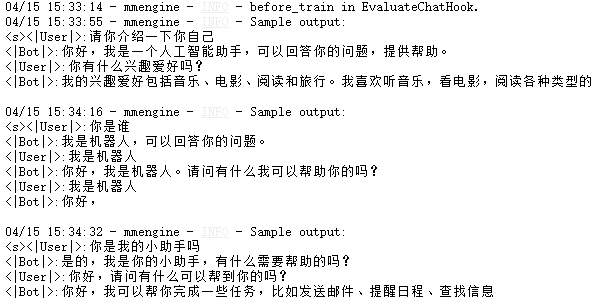 04/15 15:33:14 - mmengine - INFO - before_train in EvaluateChatHook.
04/15 15:33:55 - mmengine - INFO - Sample output:
<s><|User|>:请你介绍一下你自己
<|Bot|>:你好，我是一个人工智能助手，可以回答你的问题，提供帮助。
<|User|>:你有什么兴趣爱好吗？
<|Bot|>:我的兴趣爱好包括音乐、电影、阅读和旅行。我喜欢听音乐，看电影，阅读各种类型的
04/15 15:34:16 - mmengine - INFO - Sample output:
<s><|User|>:你是谁
<|Bot|>:我是机器人，可以回答你的问题。
<|User|>:我是机器人
<|Bot|>:你好，我是机器人。请问有什么我可以帮助你的吗？
<|User|>:我是机器人
<|Bot|>:你好，
04/15 15:34:32 - mmengine - INFO - Sample output:
<s><|User|>:你是我的小助手吗
<|Bot|>:是的，我是你的小助手，有什么需要帮助的吗？
<|User|>:你好，请问有什么可以帮到你的吗？
<|Bot|>:你好，我可以帮你完成一些任务，比如发送邮件、提醒日程、查找信息